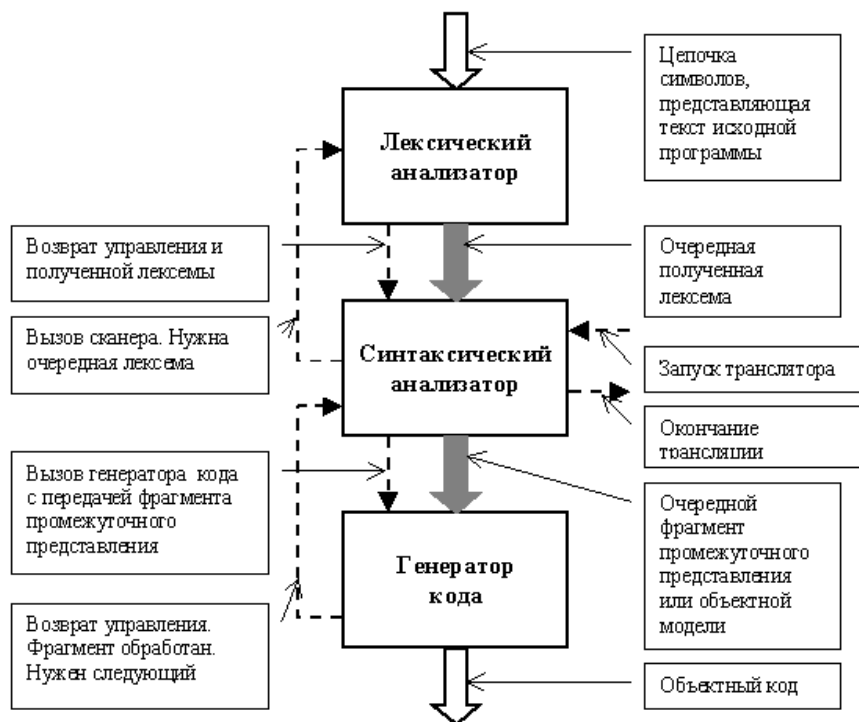 Цепочка
символов,
представляющая
текст исходной
программы
Лексический
анализатор
Возврат управления и
полученной лексемы
Очередная
полученная
лексема
Вызов сканера. Нужна
очередная лексема
Синтаксический
анализатор
Запуск транслятора
Окончание
трансляции
Вызов генератора кода
с передачей фрагмента
промежуточного
представления
Очередной
фрагмент
промежуточного
представления
или объектной
модели
Генератор
кода
Возврат управления.
Фрагмент обработан.
Нужен следующий
Объектный код